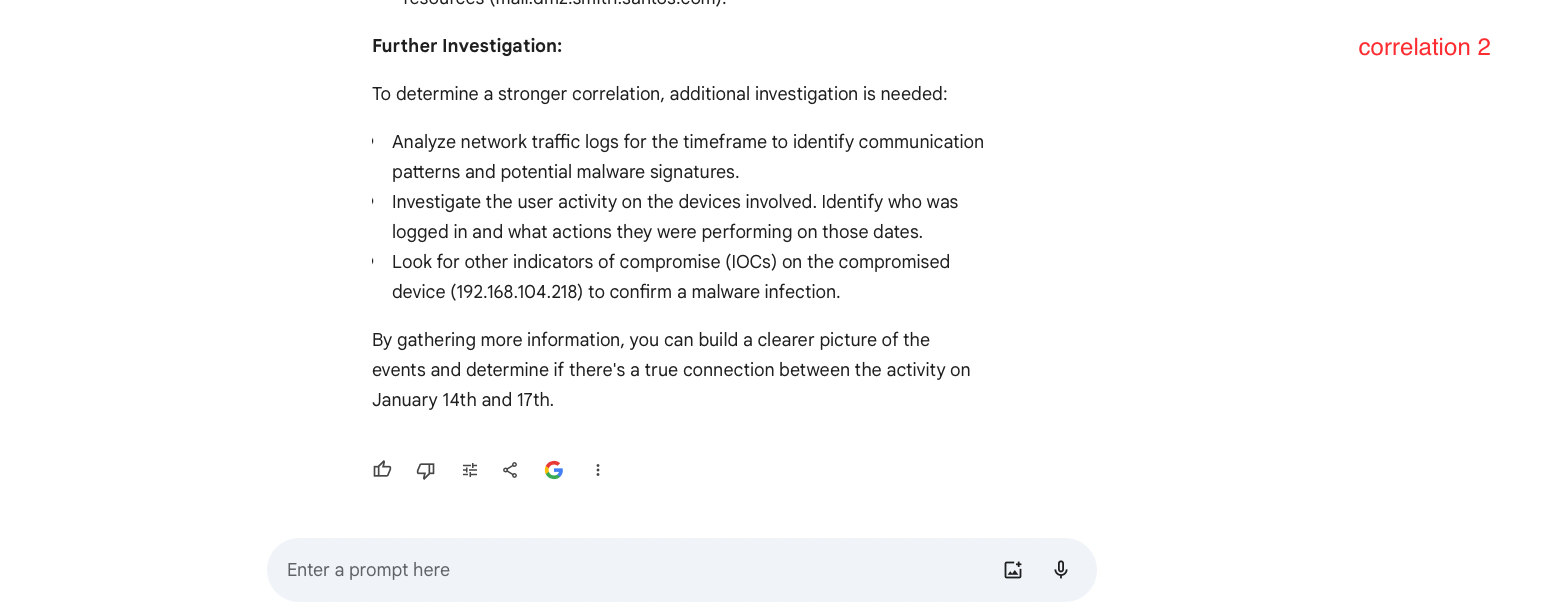 resources (mail.dmz.smith.santos.com).
Further Investigation:
correlation 2
To determine a stronger correlation, additional investigation is needed:
Analyze network traffic logs for the timeframe to identify communication
patterns and potential malware signatures.
Investigate the user activity on the devices involved. Identify who was
logged in and what actions they were performing on those dates.
Look for other indicators of compromise (IOCs) on the compromised
device (192.168.104.218) to confirm a malware infection.
By gathering more information, you can build a clearer picture of the
events and determine if there's a true connection between the activity on
January 14th and 17th.
Enter a prompt here